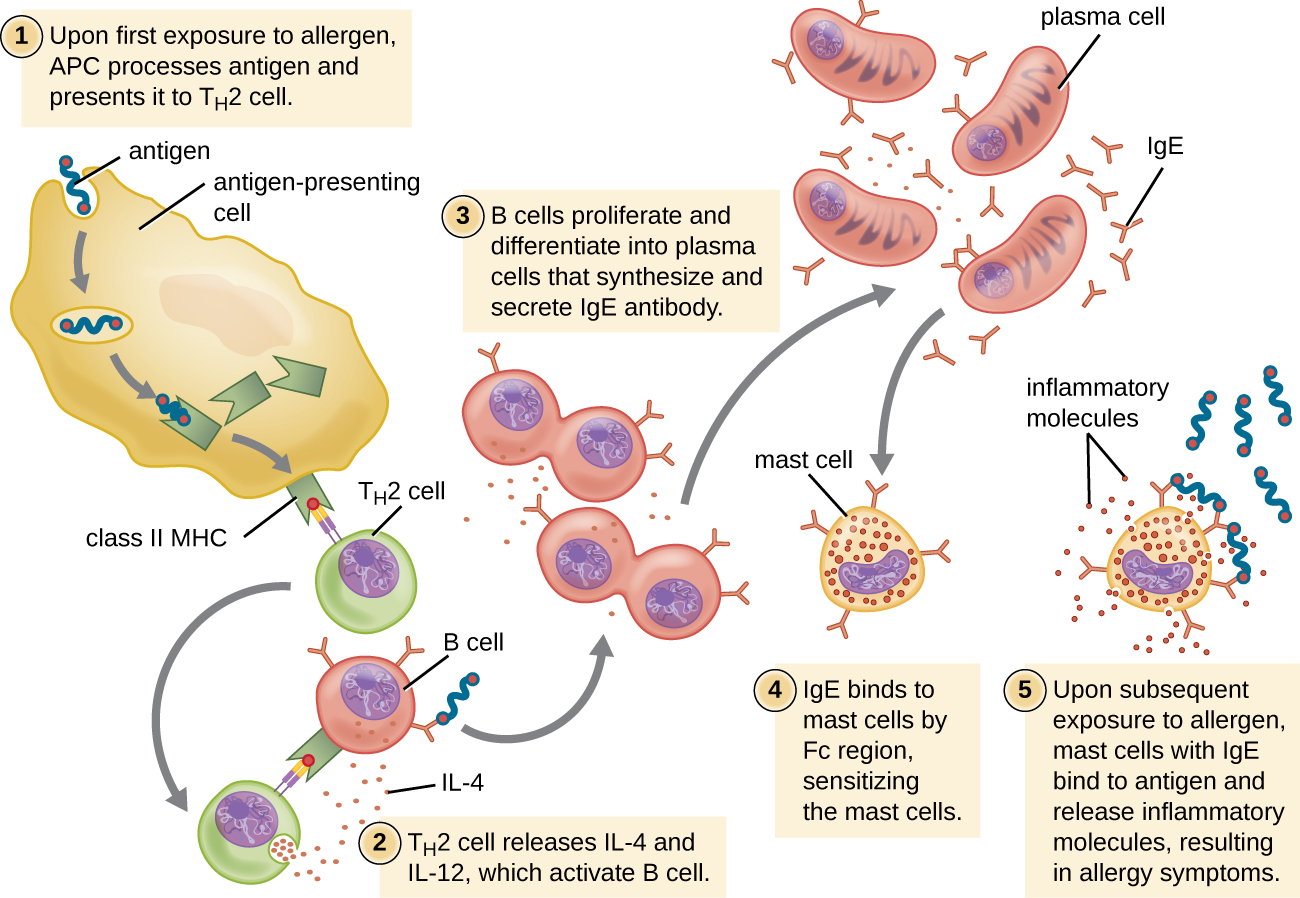 1 Upon first exposure to allergen,
APC processes antigen and
presents it to TH2 cell.
antigen
antigen-presenting
cell
class II MHC
TH2 cell
B cell
IL-4
2 TH2 cell releases IL-4 and
IL-12, which activate B cell.
3 B cells proliferate and
differentiate into plasma
cells that synthesize and
secrete IgE antibody.
plasma cell
IgE
mast cell
4 IgE binds to
mast cells by
Fc region,
sensitizing
the mast cells.
inflammatory
molecules
5 Upon subsequent
exposure to allergen,
mast cells with IgE
bind to antigen and
release inflammatory
molecules, resulting
in allergy symptoms.